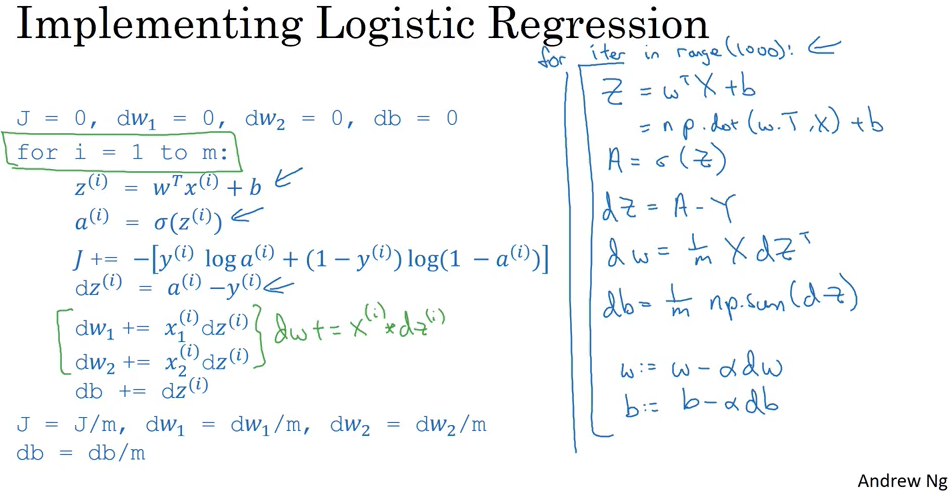 Implementing Logistic Regression
J = 0, dw₁ = 0, dw₂ = 0, db = 0
for i = 1 to m:
z⁽ⁱ⁾ = wᵀx⁽ⁱ⁾ + b
a⁽ⁱ⁾ = σ(z⁽ⁱ⁾)
J += −[y⁽ⁱ⁾ log a⁽ⁱ⁾ + (1 − y⁽ⁱ⁾) log(1 − a⁽ⁱ⁾)]
dz⁽ⁱ⁾ = a⁽ⁱ⁾ −y⁽ⁱ⁾
dw₁ += x₁⁽ⁱ⁾dz⁽ⁱ⁾
dw₂ += x₂⁽ⁱ⁾dz⁽ⁱ⁾
dw += x⁽ⁱ⁾ * dz⁽ⁱ⁾
db += dz⁽ⁱ⁾
J = J/m, dw₁ = dw₁/m, dw₂ = dw₂/m
db = db/m
for iter in range(1000):
Z = wᵀX + b
= np.dot(w.T, X) + b
A = σ(Z)
dZ = A − Y
dw = 1/m X dZᵀ
db = 1/m np.sum(dZ)
w := w − αdw
b := b − αdb
Andrew Ng